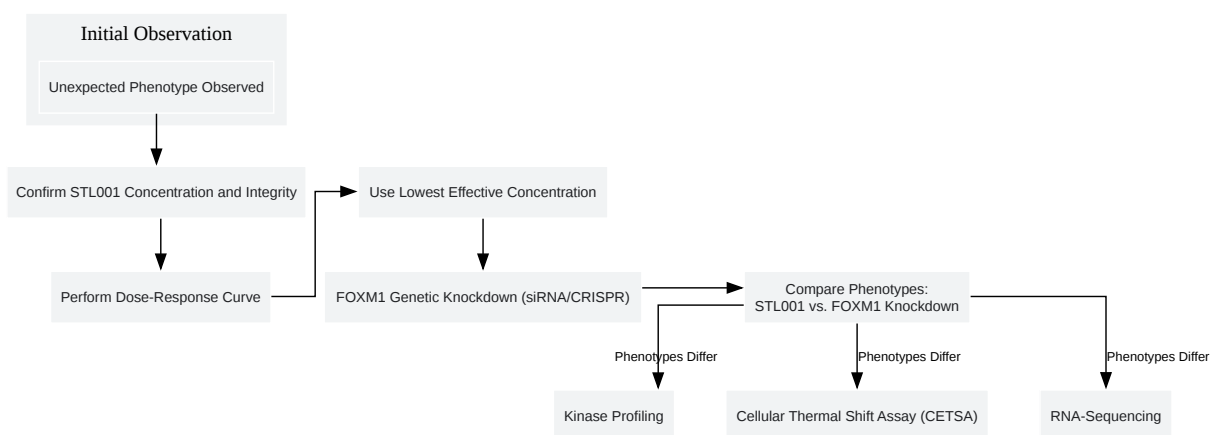 Initial Observation
Unexpected Phenotype Observed
Confirm STL001 Concentration and Integrity
Use Lowest Effective Concentration
Perform Dose-Response Curve
FOXM1 Genetic Knockdown (siRNA/CRISPR)
Compare Phenotypes:
STL001 vs. FOXM1 Knockdown
Phenotypes Differ
Phenotypes Differ
Phenotypes Differ
Kinase Profiling
Cellular Thermal Shift Assay (CETSA)
RNA-Sequencing